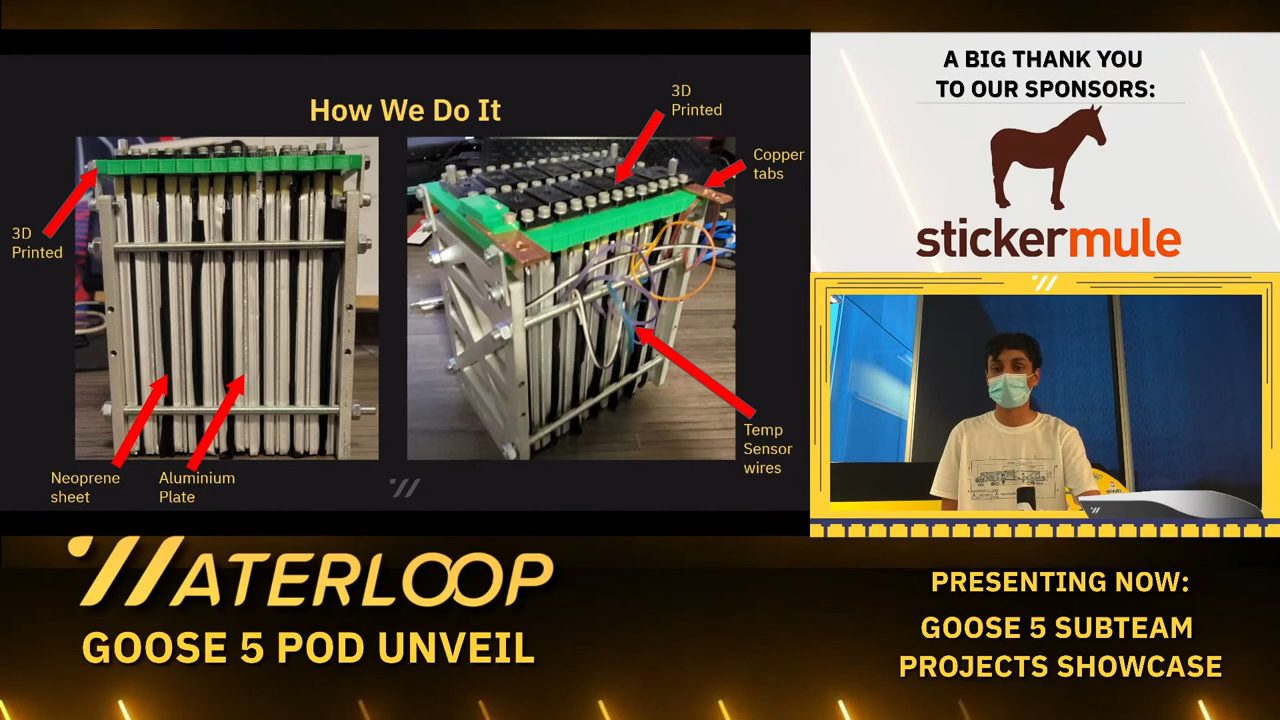 How We Do It
3D
Printed
Copper
tabs
3D
Printed
Temp
Sensor
wires
Neoprene
sheet
Aluminium
Plate
A BIG THANK YOU
TO OUR SPONSORS:
stickermule
WATERLOOP
GOOSE 5 POD UNVEIL
PRESENTING NOW:
GOOSE 5 SUBTEAM
PROJECTS SHOWCASE